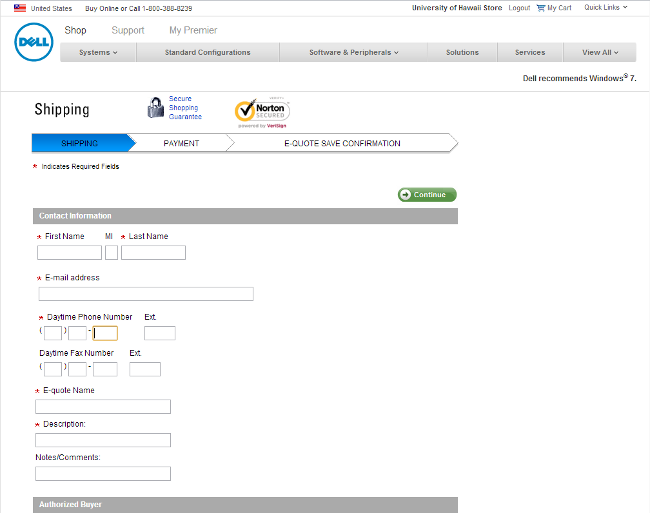 United States Buy Online or Call 1-800-388-8239 University of Hawaii Store Logout My Cart Quick Links
DELL
Shop Support My Premier
Systems Standard Configurations Software & Peripherals Solutions Services View All
Dell recommends Windows® 7.
Shipping
Secure
Shopping
Guarantee
Norton
SECURED
powered by VeriSign
SHIPPING PAYMENT E-QUOTE SAVE CONFIRMATION
* Indicates Required Fields
Continue
Contact Information
* First Name MI * Last Name
* E-mail address
* Daytime Phone Number Ext.
( ) -
Daytime Fax Number Ext.
( ) -
* E-quote Name
* Description:
Notes/Comments:
Authorized Buyer